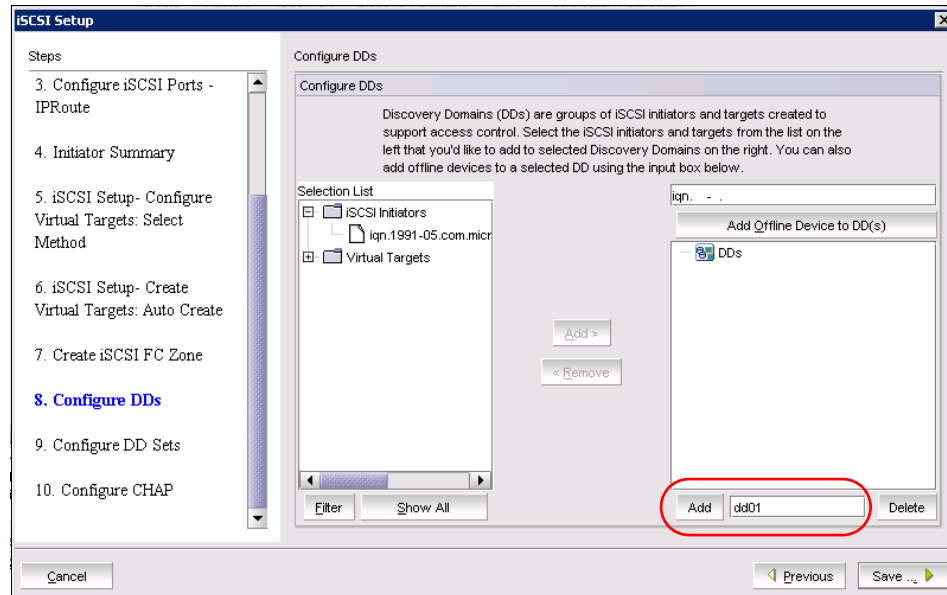 iSCSI Setup
Steps
3. Configure iSCSI Ports -
IPRoute
4. Initiator Summary
5. iSCSI Setup- Configure
Virtual Targets: Select
Method
6. iSCSI Setup- Create
Virtual Targets: Auto Create
7. Create iSCSI FC Zone
8. Configure DDs
9. Configure DD Sets
10. Configure CHAP
Configure DDs
Configure DDs
Discovery Domains (DDs) are groups of iSCSI initiators and targets created to
support access control. Select the iSCSI initiators and targets from the list on the
left that you'd like to add to selected Discovery Domains on the right. You can also
add offline devices to a selected DD using the input box below.
Selection List
iSCSI Initiators
iqn.1991-05.com.micr
Virtual Targets
Filter
Show All
Add >
< Remove
iqn. - .
Add Offline Device to DD(s)
DDs
Add
dd01
Delete
Cancel
Previous
Save ...